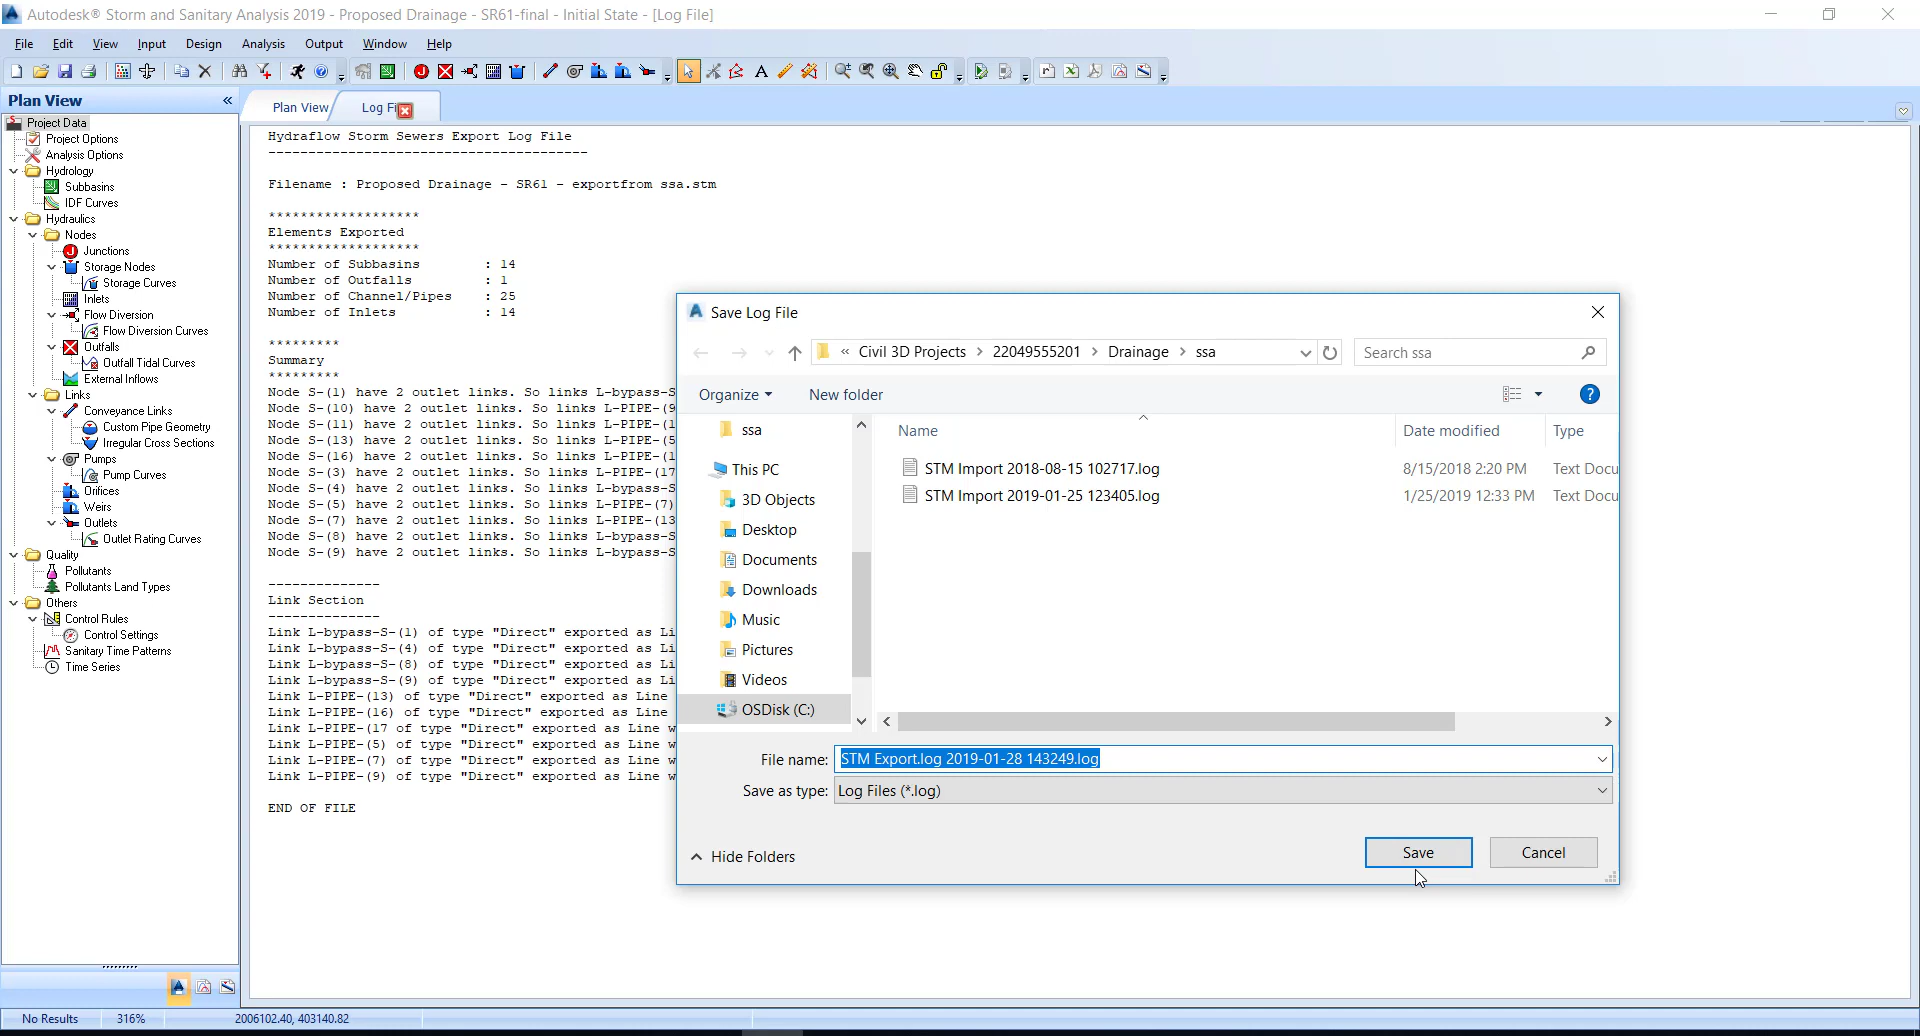 Autodesk® Storm and Sanitary Analysis 2019 - Proposed Drainage - SR61-final - Initial State - [Log File]
File Edit View Input Design Analysis Output Window Help
Plan View
Plan View
Log Fi
Project Data
Project Options
Analysis Options
Hydrology
Subbasins
IDF Curves
Hydraulics
Nodes
Junctions
Storage Nodes
Storage Curves
Inlets
Flow Diversion
Flow Diversion Curves
Outfalls
Outfall Tidal Curves
External Inflows
Links
Conveyance Links
Custom Pipe Geometry
Irregular Cross Sections
Pumps
Pump Curves
Orifices
Weirs
Outlets
Outlet Rating Curves
Quality
Pollutants
Pollutants Land Types
Others
Control Rules
Control Settings
Sanitary Time Patterns
Time Series
Hydraflow Storm Sewers Export Log File
----------------------------------------
Filename : Proposed Drainage - SR61 - exportfrom ssa.stm
*******************
Elements Exported
*******************
Number of Subbasins : 14
Number of Outfalls : 1
Number of Channel/Pipes : 25
Number of Inlets : 14
*********
Summary
*********
Node S-(1) have 2 outlet links. So links L-bypass-S
Node S-(10) have 2 outlet links. So links L-PIPE-(9
Node S-(11) have 2 outlet links. So links L-PIPE-(1
Node S-(13) have 2 outlet links. So links L-PIPE-(5
Node S-(16) have 2 outlet links. So links L-PIPE-(1
Node S-(3) have 2 outlet links. So links L-PIPE-(17
Node S-(4) have 2 outlet links. So links L-bypass-S
Node S-(5) have 2 outlet links. So links L-PIPE-(7)
Node S-(7) have 2 outlet links. So links L-PIPE-(13
Node S-(8) have 2 outlet links. So links L-bypass-S
Node S-(9) have 2 outlet links. So links L-bypass-S
--------------
Link Section
--------------
Link L-bypass-S-(1) of type "Direct" exported as Li
Link L-bypass-S-(4) of type "Direct" exported as Li
Link L-bypass-S-(8) of type "Direct" exported as Li
Link L-bypass-S-(9) of type "Direct" exported as Li
Link L-PIPE-(13) of type "Direct" exported as Line
Link L-PIPE-(16) of type "Direct" exported as Line
Link L-PIPE-(17 of type "Direct" exported as Line w
Link L-PIPE-(5) of type "Direct" exported as Line w
Link L-PIPE-(7) of type "Direct" exported as Line w
Link L-PIPE-(9) of type "Direct" exported as Line w
END OF FILE
Save Log File
« Civil 3D Projects > 22049555201 > Drainage > ssa
Search ssa
Organize
New folder
ssa
This PC
3D Objects
Desktop
Documents
Downloads
Music
Pictures
Videos
OSDisk (C:)
Name Date modified Type
STM Import 2018-08-15 102717.log 8/15/2018 2:20 PM Text Docu
STM Import 2019-01-25 123405.log 1/25/2019 12:33 PM Text Docu
File name: STM Export.log 2019-01-28 143249.log
Save as type: Log Files (*.log)
Hide Folders
Save
Cancel
No Results 316% 2006102.40, 403140.82